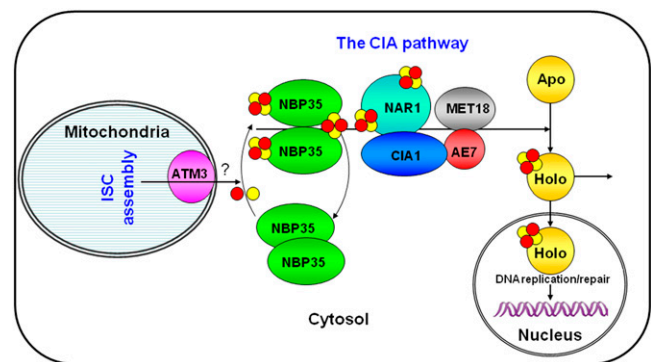 The CIA pathway
Mitochondria
ISC
assembly
ATM3
?
NBP35
NBP35
NBP35
NBP35
NAR1
MET18
CIA1
AE7
Apo
Holo
Holo
DNA replication/repair
Nucleus
Cytosol